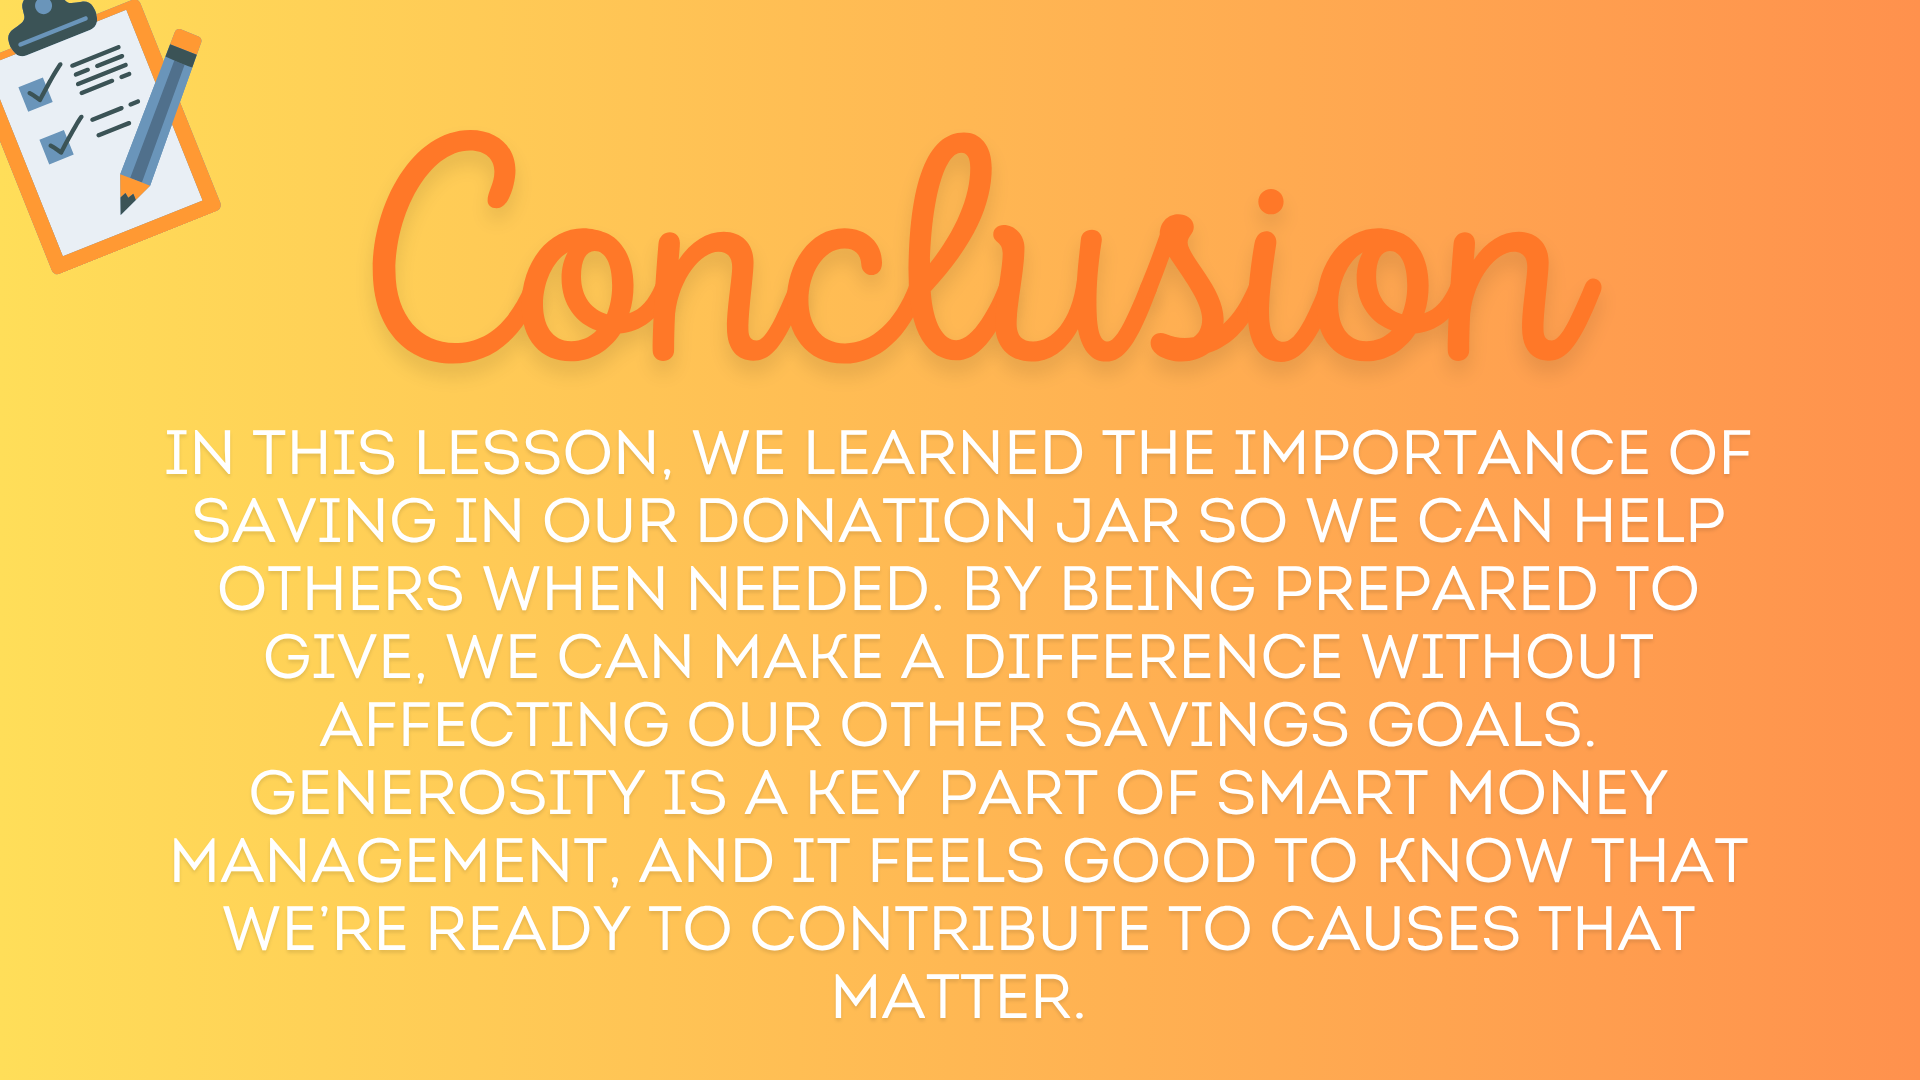 Conclusion
IN THIS LESSON, WE LEARNED THE IMPORTANCE OF
SAVING IN OUR DONATION JAR SO WE CAN HELP
OTHERS WHEN NEEDED. BY BEING PREPARED TO
GIVE, WE CAN MAKE A DIFFERENCE WITHOUT
AFFECTING OUR OTHER SAVINGS GOALS.
GENEROSITY IS A KEY PART OF SMART MONEY
MANAGEMENT, AND IT FEELS GOOD TO KNOW THAT
WE’RE READY TO CONTRIBUTE TO CAUSES THAT
MATTER.